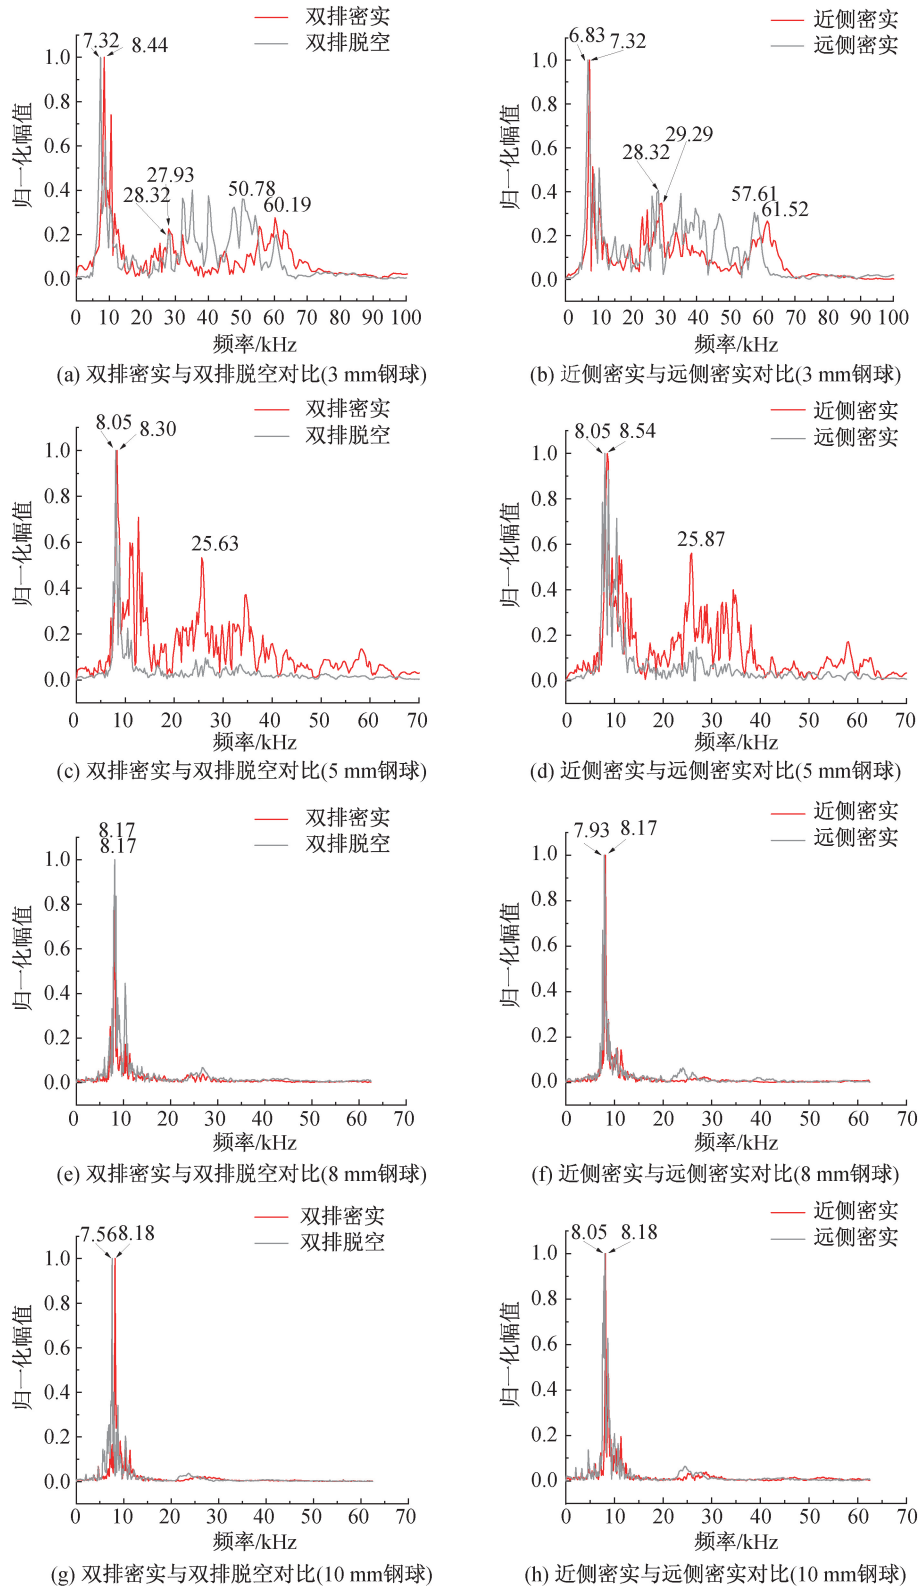 双排密实
双排脱空
7.32 8.44
27.93
28.32
50.78
60.19
归一化幅值
1.0
0.8
0.6
0.4
0.2
0.0
0 10 20 30 40 50 60 70 80 90 100
频率/kHz
(a) 双排密实与双排脱空对比(3 mm钢球)
近侧密实
远侧密实
6.83 7.32
29.29
28.32
57.61
61.52
归一化幅值
1.0
0.8
0.6
0.4
0.2
0.0
0 10 20 30 40 50 60 70 80 90 100
频率/kHz
(b) 近侧密实与远侧密实对比(3 mm钢球)
双排密实
双排脱空
8.05 8.30
25.63
归一化幅值
1.0
0.8
0.6
0.4
0.2
0.0
0 10 20 30 40 50 60 70
频率/kHz
(c) 双排密实与双排脱空对比(5 mm钢球)
近侧密实
远侧密实
8.05 8.54
25.87
归一化幅值
1.0
0.8
0.6
0.4
0.2
0.0
0 10 20 30 40 50 60 70
频率/kHz
(d) 近侧密实与远侧密实对比(5 mm钢球)
双排密实
双排脱空
8.17
8.17
归一化幅值
1.0
0.8
0.6
0.4
0.2
0.0
0 10 20 30 40 50 60 70
频率/kHz
(e) 双排密实与双排脱空对比(8 mm钢球)
近侧密实
远侧密实
7.93 8.17
归一化幅值
1.0
0.8
0.6
0.4
0.2
0.0
0 10 20 30 40 50 60 70
频率/kHz
(f) 近侧密实与远侧密实对比(8 mm钢球)
双排密实
双排脱空
7.56 8.18
归一化幅值
1.0
0.8
0.6
0.4
0.2
0.0
0 10 20 30 40 50 60 70
频率/kHz
(g) 双排密实与双排脱空对比(10 mm钢球)
近侧密实
远侧密实
8.05 8.18
归一化幅值
1.0
0.8
0.6
0.4
0.2
0.0
0 10 20 30 40 50 60 70
频率/kHz
(h) 近侧密实与远侧密实对比(10 mm钢球)